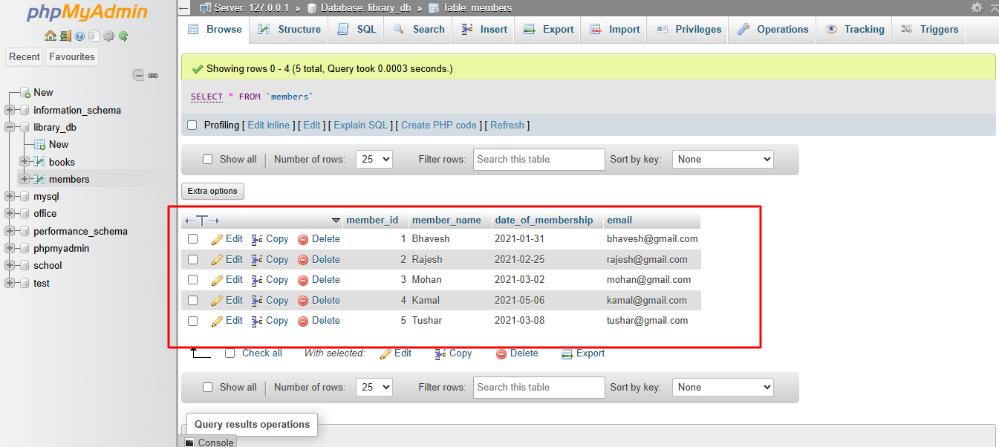 phpMyAdmin
Recent Favourites
New
information_schema
library_db
New
books
members
mysql
office
performance_schema
phpmyadmin
school
test
Server: 127.0.0.1 » Database: library_db » Table: members
Browse Structure SQL Search Insert Export Import Privileges Operations Tracking Triggers
Showing rows 0 - 4 (5 total, Query took 0.0003 seconds.)
SELECT * FROM `members`
Profiling [ Edit inline ] [ Edit ] [ Explain SQL ] [ Create PHP code ] [ Refresh ]
Show all | Number of rows: 25 Filter rows: Search this table Sort by key: None
Extra options
←T→ member_id member_name date_of_membership email
Edit Copy Delete 1 Bhavesh 2021-01-31 bhavesh@gmail.com
Edit Copy Delete 2 Rajesh 2021-02-25 rajesh@gmail.com
Edit Copy Delete 3 Mohan 2021-03-02 mohan@gmail.com
Edit Copy Delete 4 Kamal 2021-05-06 kamal@gmail.com
Edit Copy Delete 5 Tushar 2021-03-08 tushar@gmail.com
Check all With selected: Edit Copy Delete Export
Show all | Number of rows: 25 Filter rows: Search this table Sort by key: None
Query results operations
Console